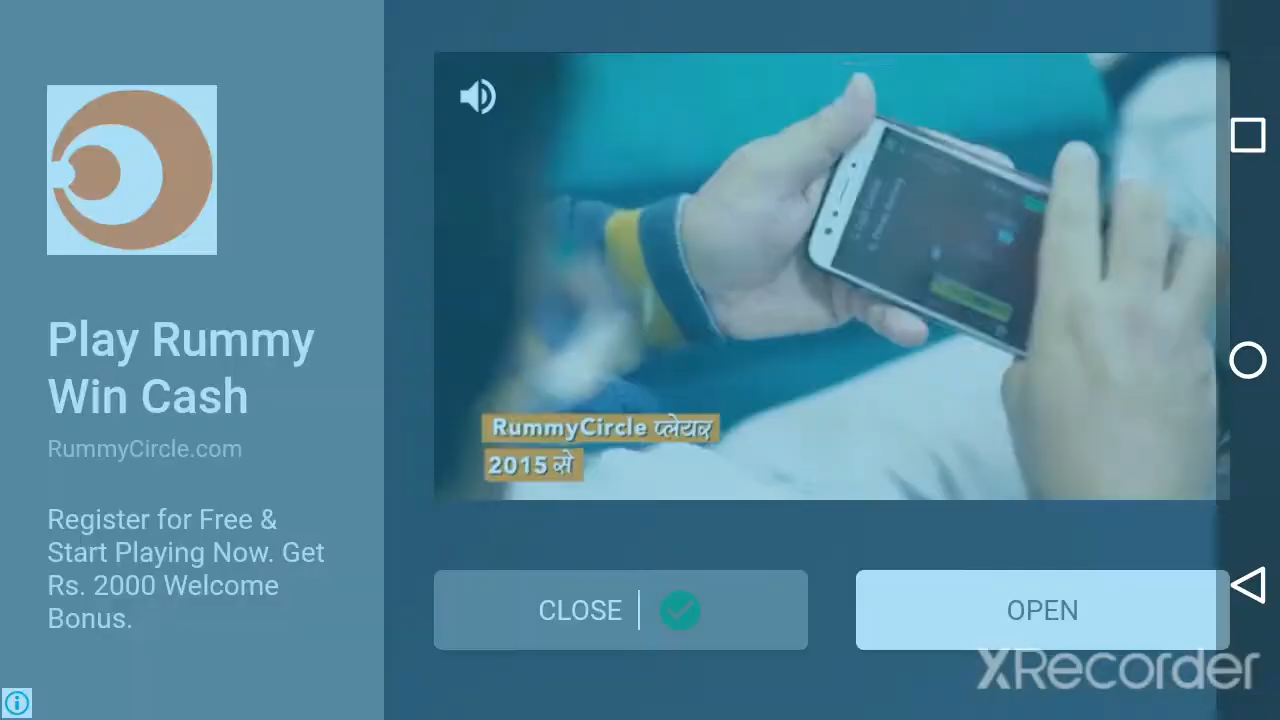 Play Rummy
Win Cash
RummyCircle.com
Register for Free &
Start Playing Now. Get
Rs. 2000 Welcome
Bonus.
RummyCircle प्लेयर
2015 से
CLOSE
OPEN
XRecorder